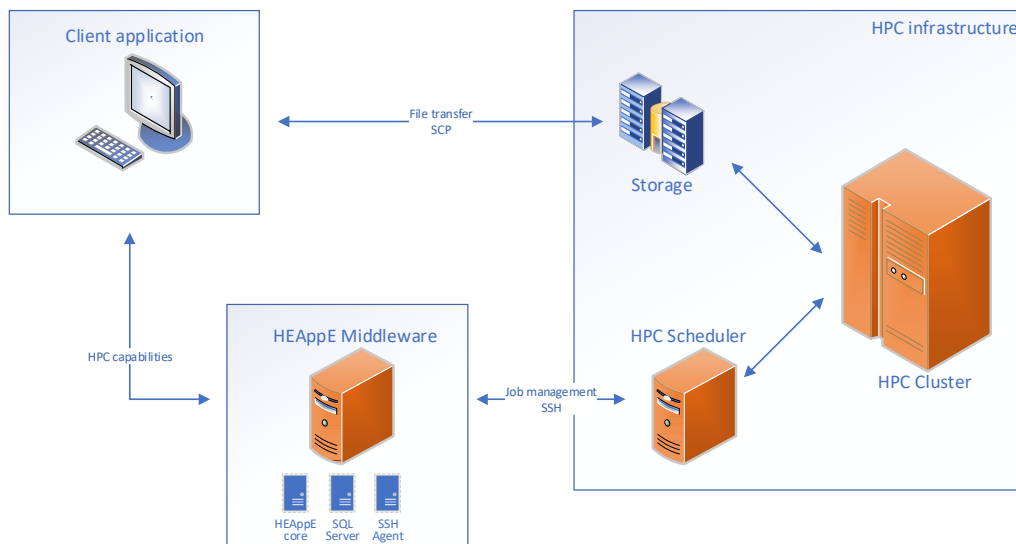 Client application
HPC infrastructure
File transfer
SCP
Storage
HEAppE Middleware
HPC Scheduler
HPC capabilities
Job management
SSH
HPC Cluster
HEAppE
core
SQL
Server
SSH
Agent